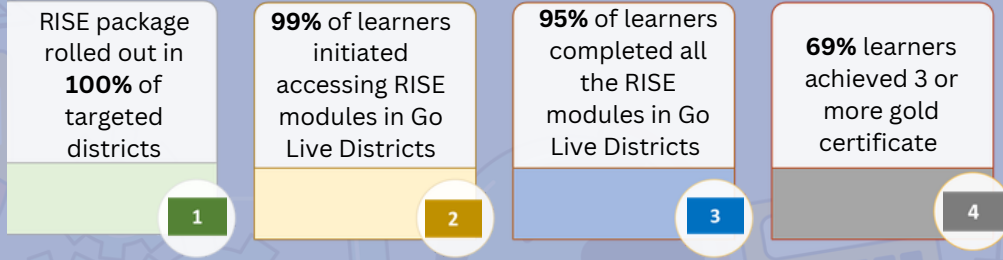 RISE package
rolled out in
100% of
targeted
districts
1
99% of learners
initiated
accessing RISE
modules in Go
Live Districts
2
95% of learners
completed all
the RISE
modules in Go
Live Districts
3
69% learners
achieved 3 or
more gold
certificate
4